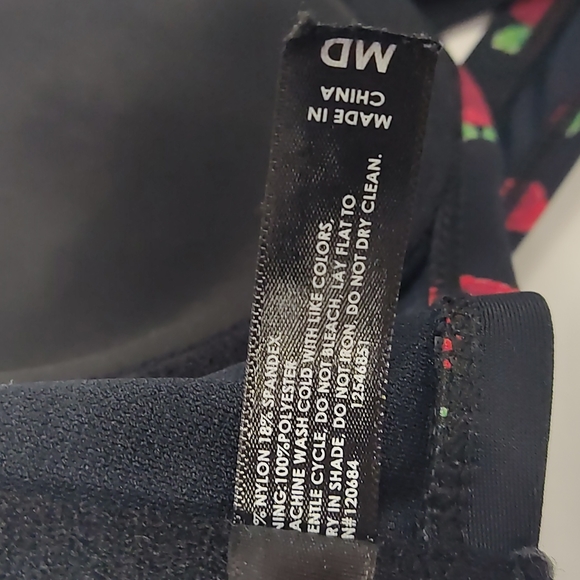 MD
MADE IN
CHINA
% NYLON 18% SPANDEX
NING:100%POLYESTER
ACHINE WASH COLD WITH LIKE COLORS,
ENTLE CYCLE. DO NOT BLEACH. LAY FLAT TO
RY IN SHADE. DO NOT IRON. DO NOT DRY CLEAN.
N#120684
12546851